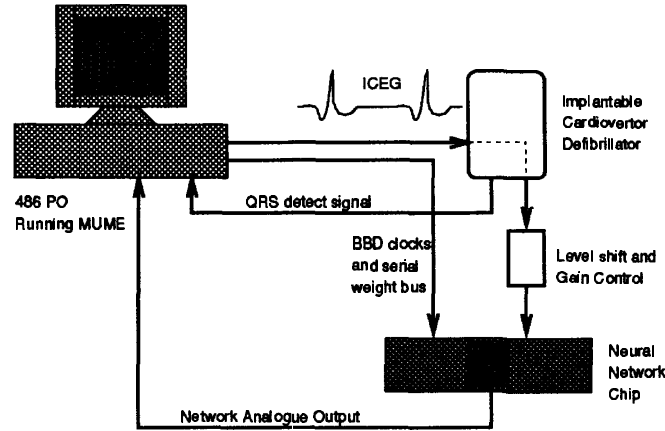 ICEG
Implantable
Cardiovertor
Defibrillator
486 PO
Running MUME
QRS detect signal
BBD clocks
and serial
weight bus
Level shift and
Gain Control
Neural
Network
Chip
Network Analogue Output